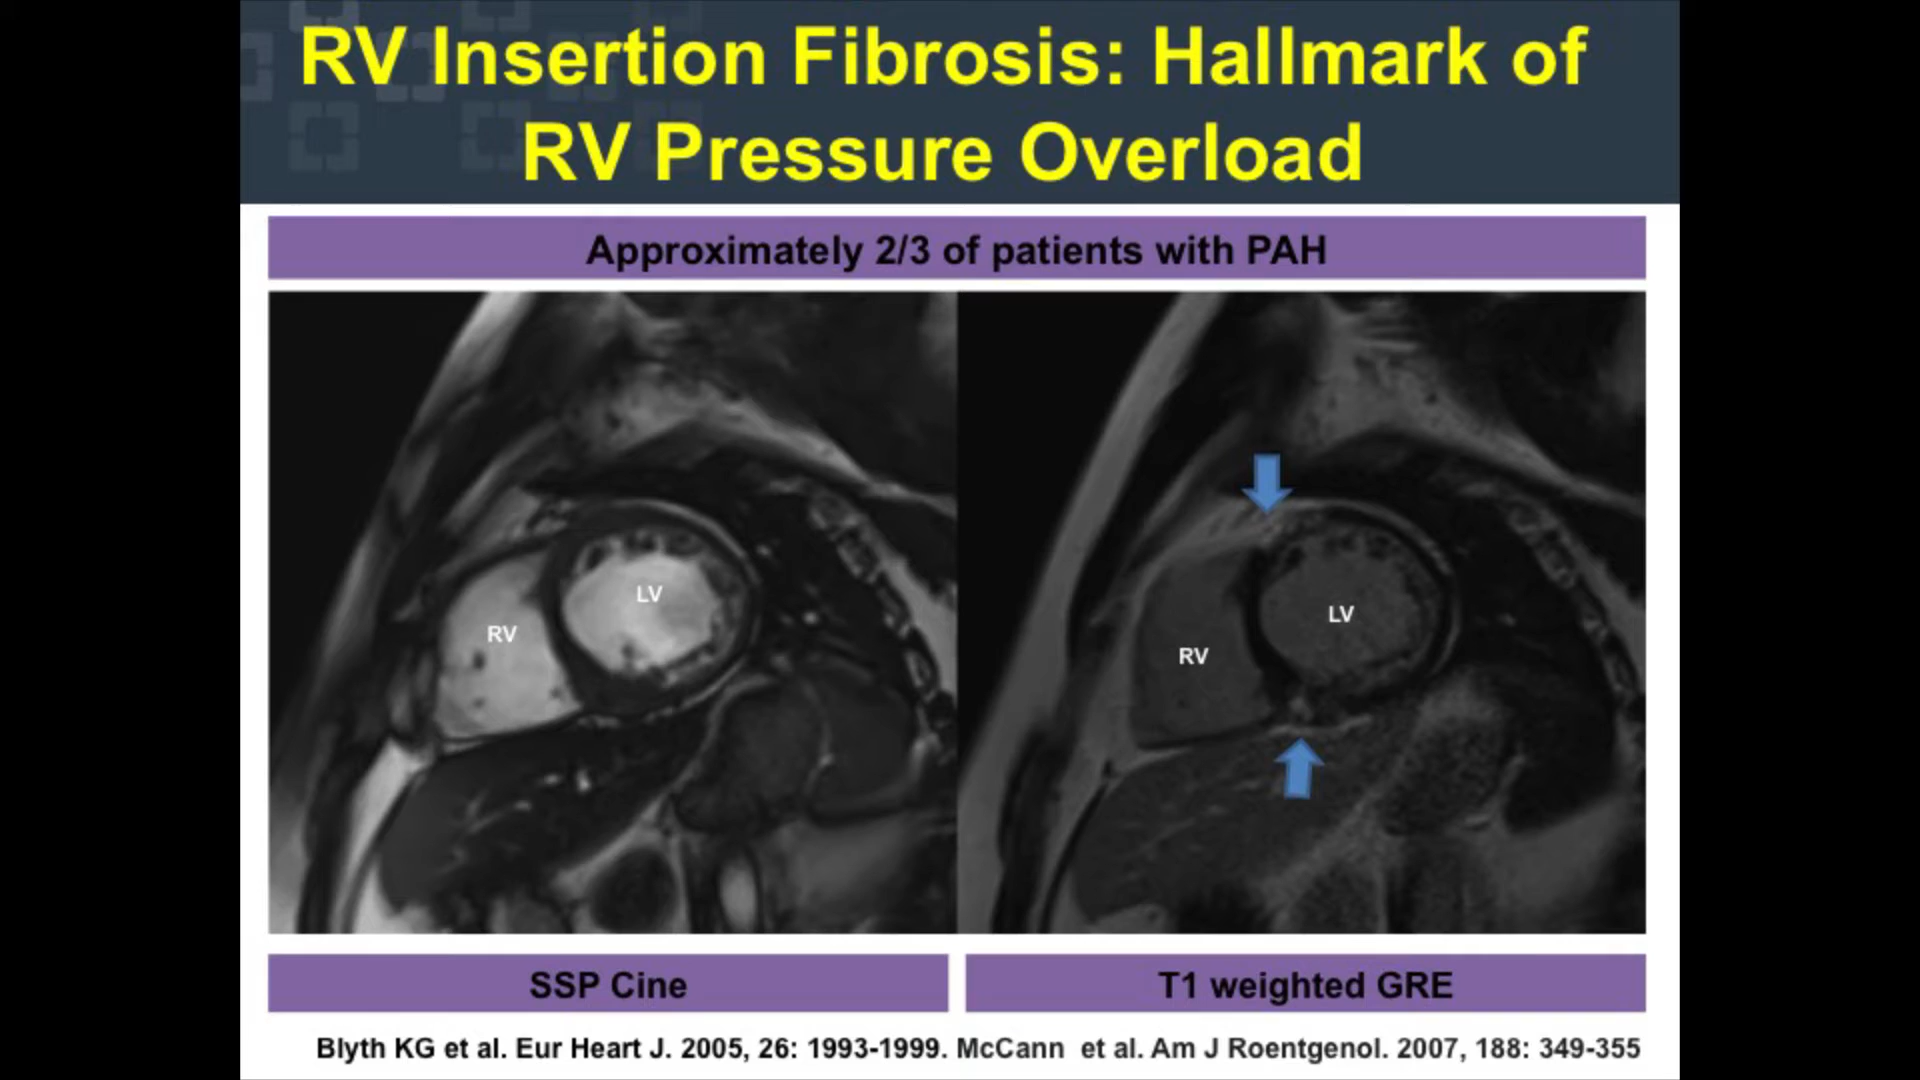 RV Insertion Fibrosis: Hallmark of
RV Pressure Overload
Approximately 2/3 of patients with PAH
LV
RV
LV
RV
SSP Cine
T1 weighted GRE
Blyth KG et al. Eur Heart J. 2005, 26: 1993-1999. McCann et al. Am J Roentgenol. 2007, 188: 349-355